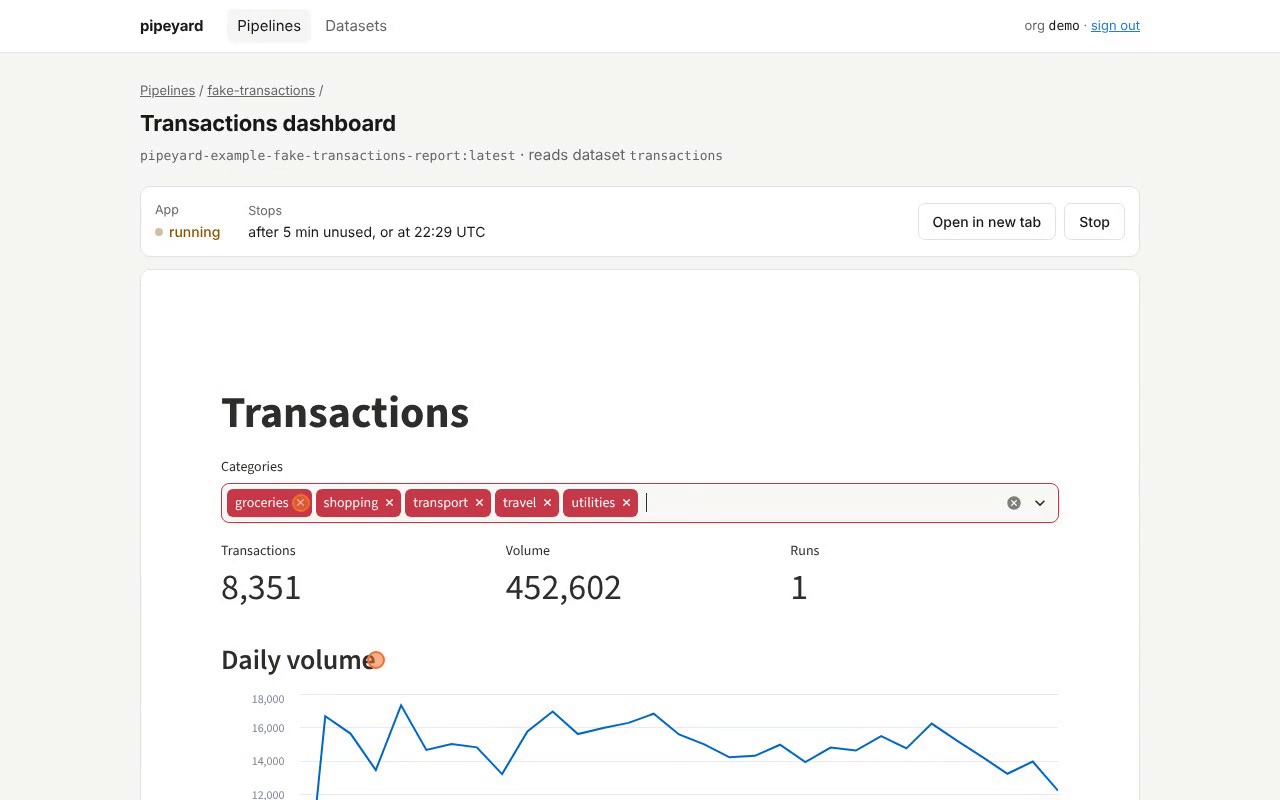 pipeyard Pipelines Datasets org demo · sign out
Pipelines / fake-transactions /
Transactions dashboard
pipeyard-example-fake-transactions-report:latest · reads dataset transactions
App Stops
running after 5 min unused, or at 22:29 UTC Open in new tab Stop
Transactions
Categories
groceries shopping transport travel utilities
Transactions Volume Runs
8,351 452,602 1
Daily volume
18,000
16,000
14,000
12,000